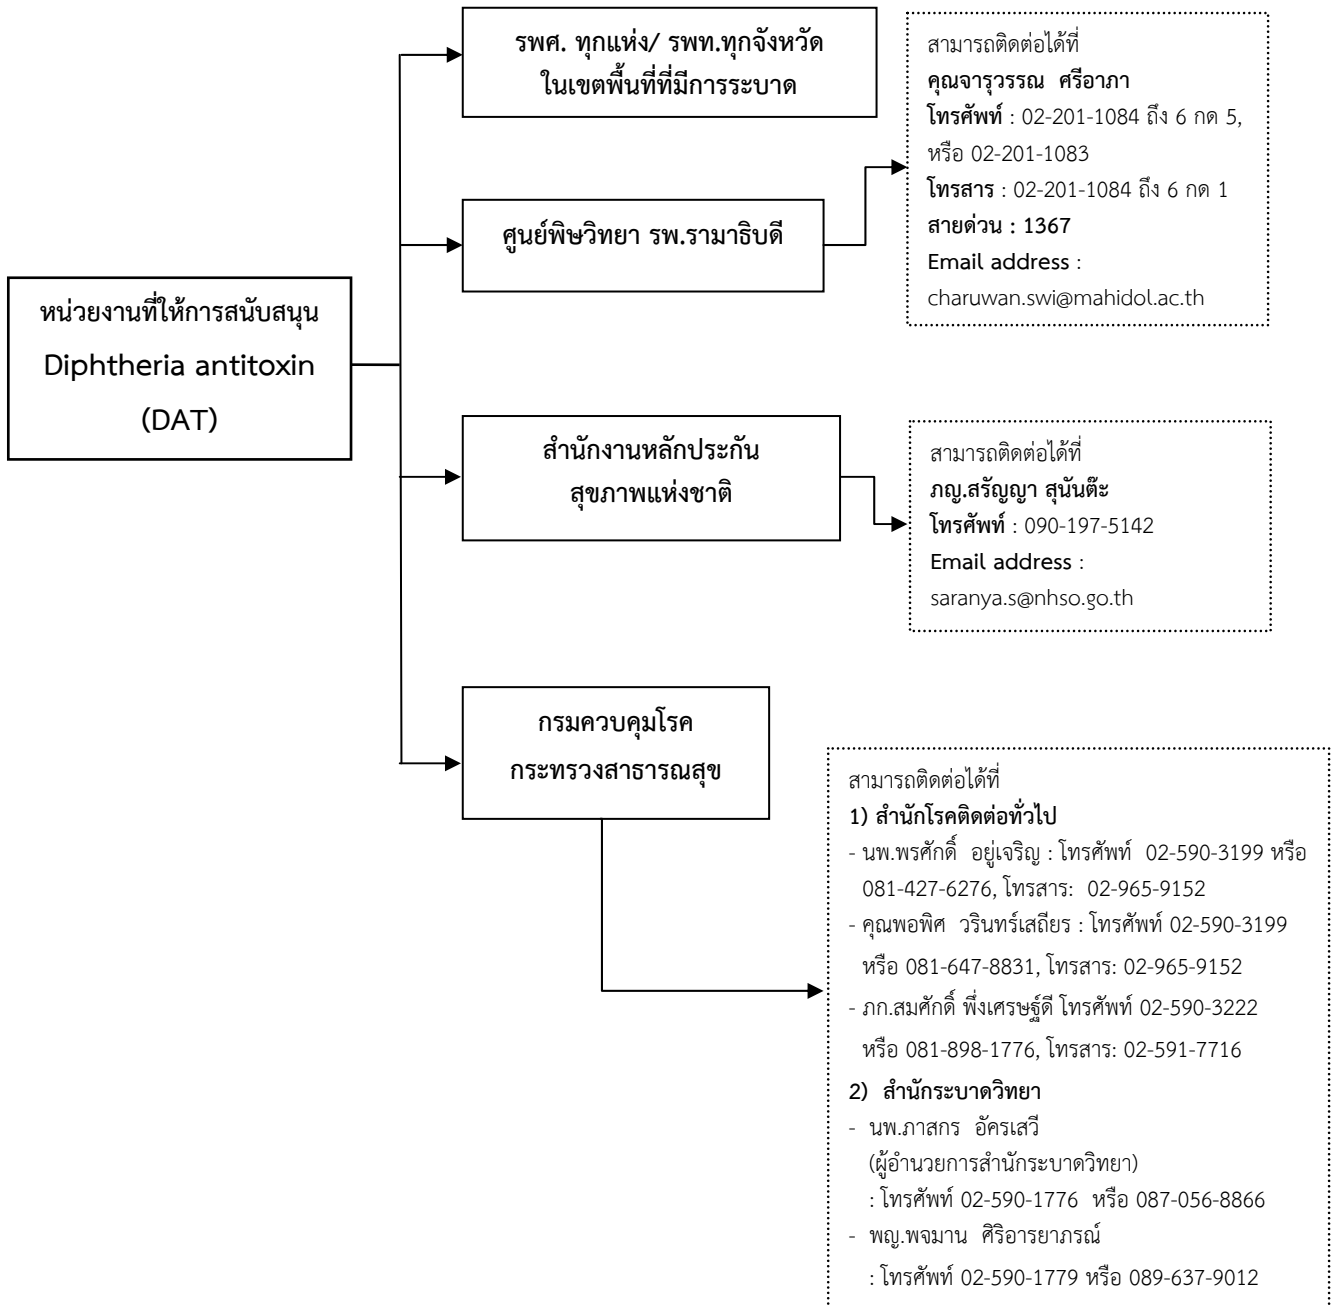 หน่วยงานที่ให้การสนับสนุน
Diphtheria antitoxin
(DAT)
รพศ. ทุกแห่ง/ รพท.ทุกจังหวัด
ในเขตพื้นที่ที่มีการระบาด
ศูนย์พิษวิทยา รพ.รามาธิบดี
สามารถติดต่อได้ที่
คุณจารุวรรณ ศรีอาภา
โทรศัพท์ : 02-201-1084 ถึง 6 กด 5,
หรือ 02-201-1083
โทรสาร : 02-201-1084 ถึง 6 กด 1
สายด่วน : 1367
Email address :
charuwan.swi@mahidol.ac.th
สำนักงานหลักประกัน
สุขภาพแห่งชาติ
สามารถติดต่อได้ที่
ภญ.สรัญญา สุนันต๊ะ
โทรศัพท์ : 090-197-5142
Email address :
saranya.s@nhso.go.th
กรมควบคุมโรค
กระทรวงสาธารณสุข
สามารถติดต่อได้ที่
1) สำนักโรคติดต่อทั่วไป
- นพ.พรศักดิ์ อยู่เจริญ : โทรศัพท์ 02-590-3199 หรือ
081-427-6276, โทรสาร: 02-965-9152
- คุณพอพิศ วรินทร์เสถียร : โทรศัพท์ 02-590-3199
หรือ 081-647-8831, โทรสาร: 02-965-9152
- ภก.สมศักดิ์ พึ่งเศรษฐ์ดี โทรศัพท์ 02-590-3222
หรือ 081-898-1776, โทรสาร: 02-591-7716
2) สำนักระบาดวิทยา
- นพ.ภาสกร อัครเสวี
(ผู้อำนวยการสำนักระบาดวิทยา)
: โทรศัพท์ 02-590-1776 หรือ 087-056-8866
- พญ.พจมาน ศิริอารยาภรณ์
: โทรศัพท์ 02-590-1779 หรือ 089-637-9012